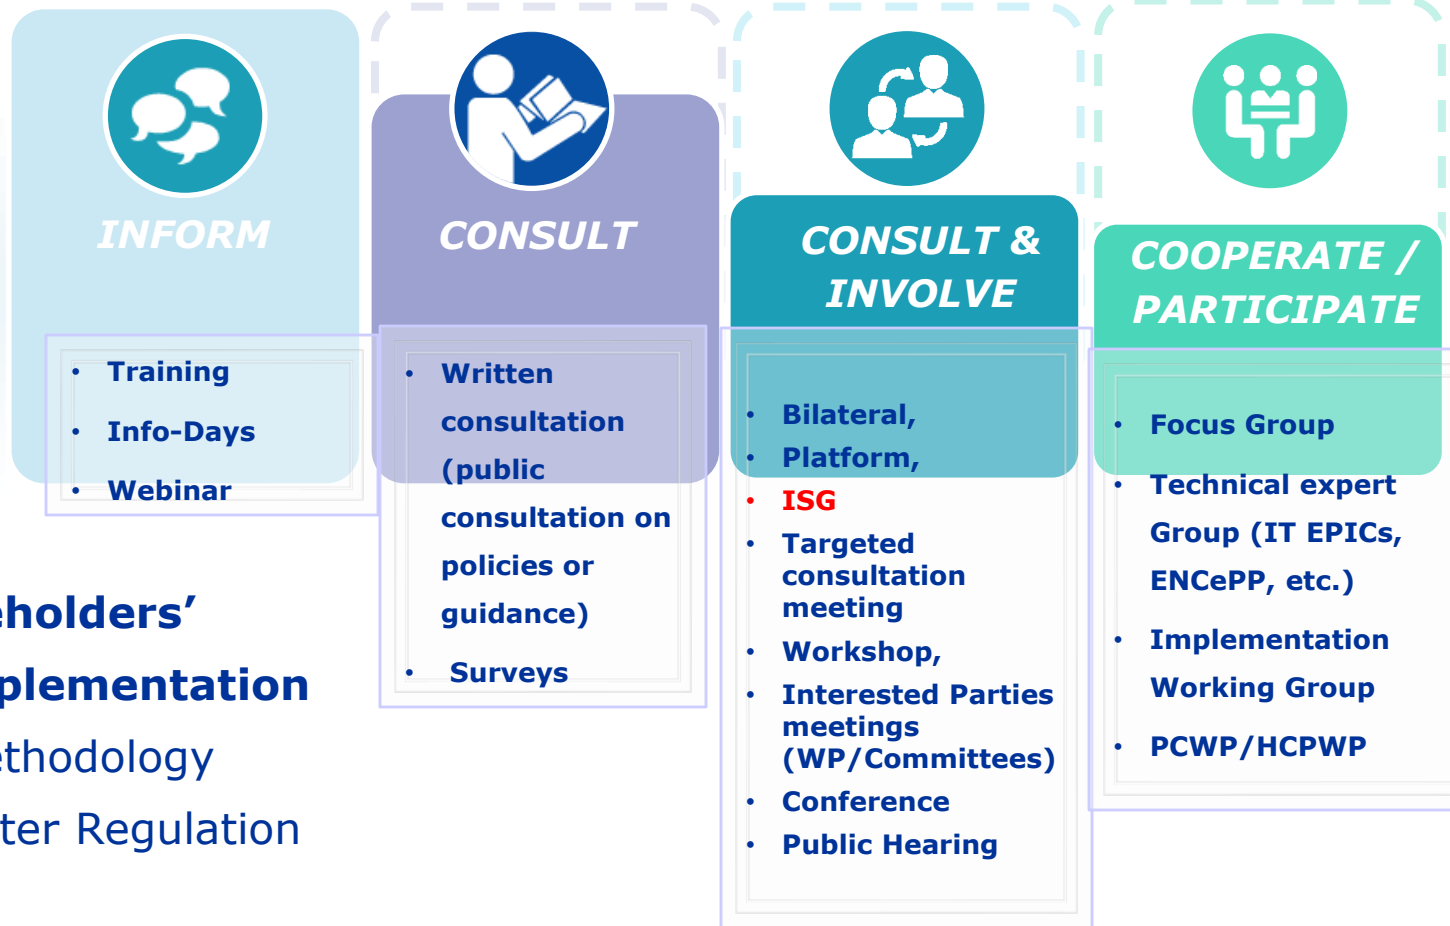 INFORM
• Training
• Info-Days
• Webinar
CONSULT
• Written
consultation
(public
consultation on
policies or
guidance)
• Surveys
CONSULT &
INVOLVE
• Bilateral,
• Platform,
• ISG
• Targeted
consultation
meeting
• Workshop,
• Interested Parties
meetings
(WP/Committees)
• Conference
• Public Hearing
COOPERATE /
PARTICIPATE
• Focus Group
• Technical expert
Group (IT EPICs,
ENCePP, etc.)
• Implementation
Working Group
• PCWP/HCPWP
eholders’
plementation
ethodology
ter Regulation